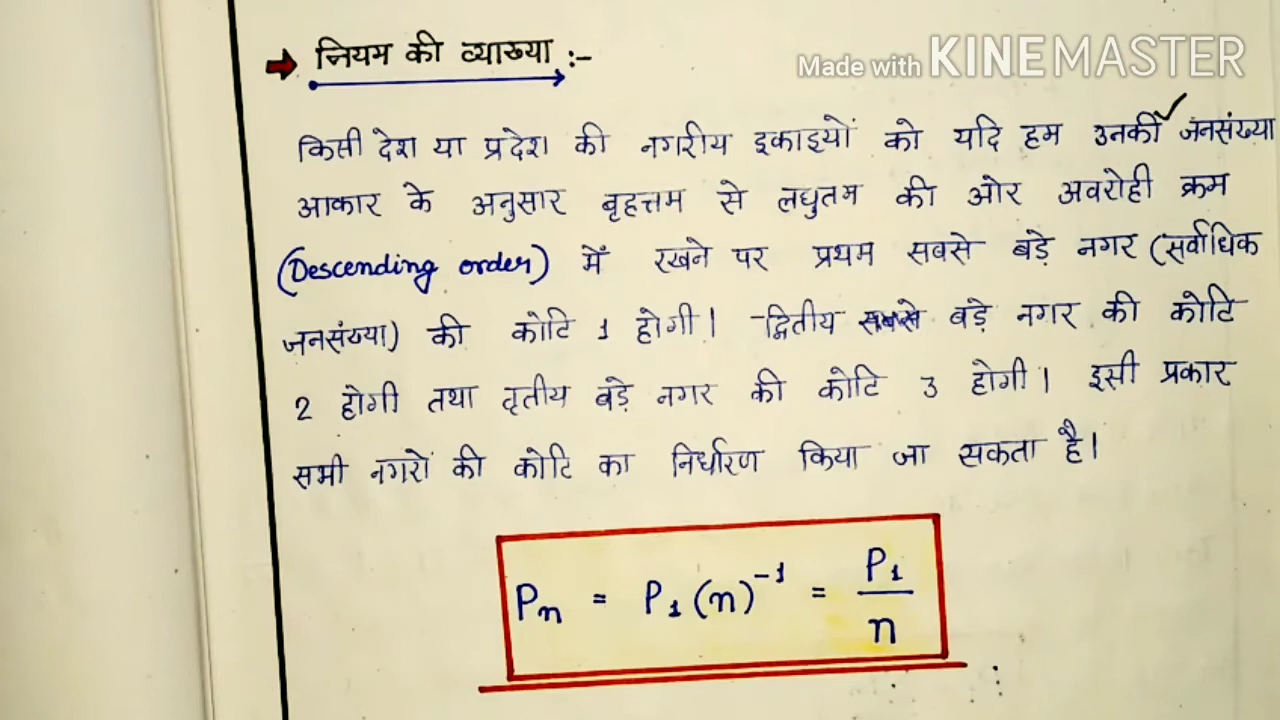 नियम की व्याख्या :-
Made with KINEMASTER
किसी देश या प्रदेश की नगरीय इकाइयों को यदि हम उनकी जनसंख्या
आकार के अनुसार बृहत्तम से लघुतम की ओर अवरोही क्रम
(Descending order) में रखने पर प्रथम सबसे बड़े नगर (सर्वाधिक
जनसंख्या) की कोटि 1 होगी। द्वितीय सबसे बड़े नगर की कोटि
2 होगी तथा तृतीय बड़े नगर की कोटि 3 होगी। इसी प्रकार
सभी नगरों की कोटि का निर्धारण किया जा सकता है।
Pn = P1 (n)^-1 = P1/n